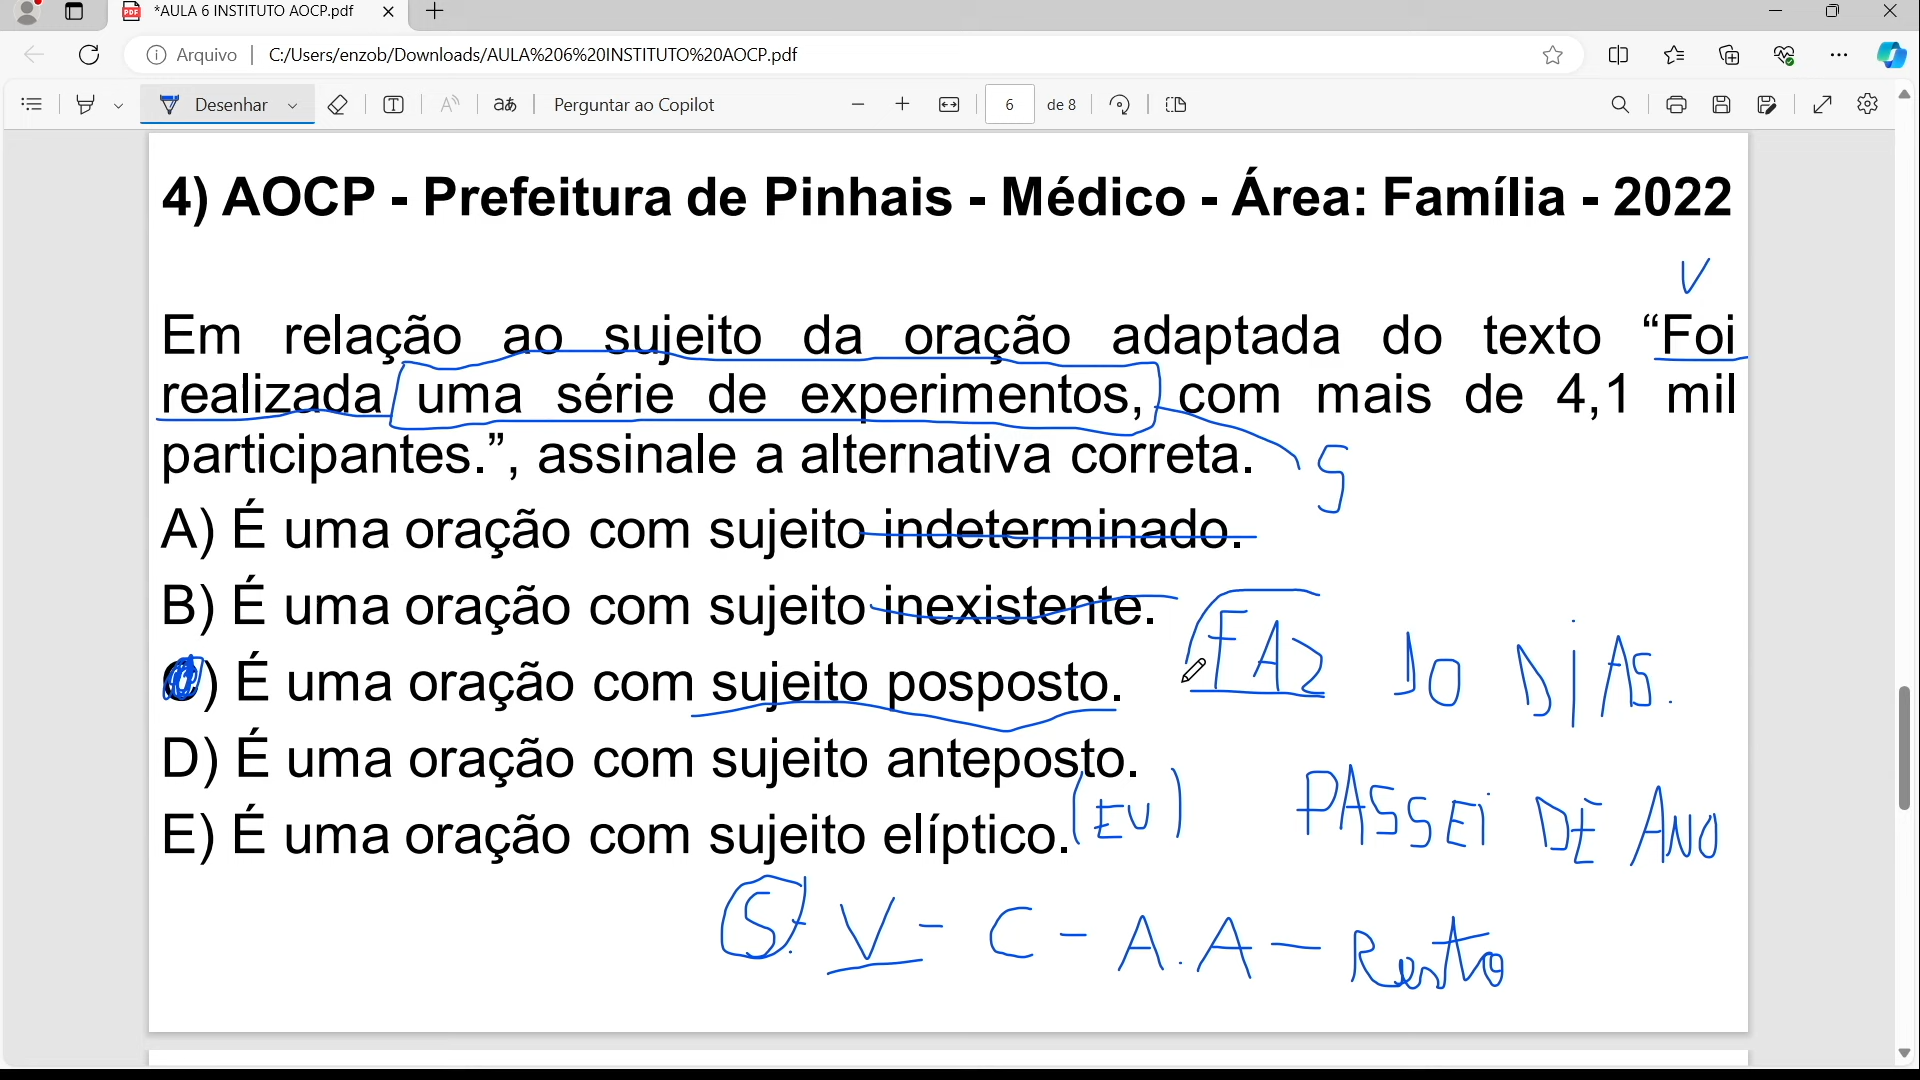 *AULA 6 INSTITUTO AOCP.pdf
Arquivo C:/Users/enzob/Downloads/AULA%206%20INSTITUTO%20AOCP.pdf
Desenhar aあ Perguntar ao Copilot 6 de 8
4) AOCP - Prefeitura de Pinhais - Médico - Área: Família - 2022
V
Em relação ao sujeito da oração adaptada do texto “Foi
realizada uma série de experimentos, com mais de 4,1 mil
participantes.”, assinale a alternativa correta.
S
A) É uma oração com sujeito indeterminado.
B) É uma oração com sujeito inexistente.
FAZ 30 DIAS.
C) É uma oração com sujeito posposto.
D) É uma oração com sujeito anteposto.
(EU) PASSEI DE ANO
E) É uma oração com sujeito elíptico.
S - V - C - A.A - Resto